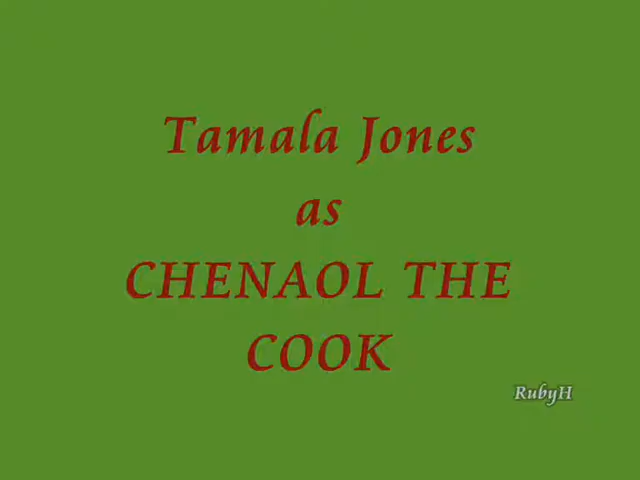 Tamala Jones
as
CHENAOL THE
COOK
RubyH